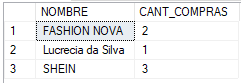 NOMBRE CANT_COMPRAS
1 FASHION NOVA 2
2 Lucrecia da Silva 1
3 SHEIN 3